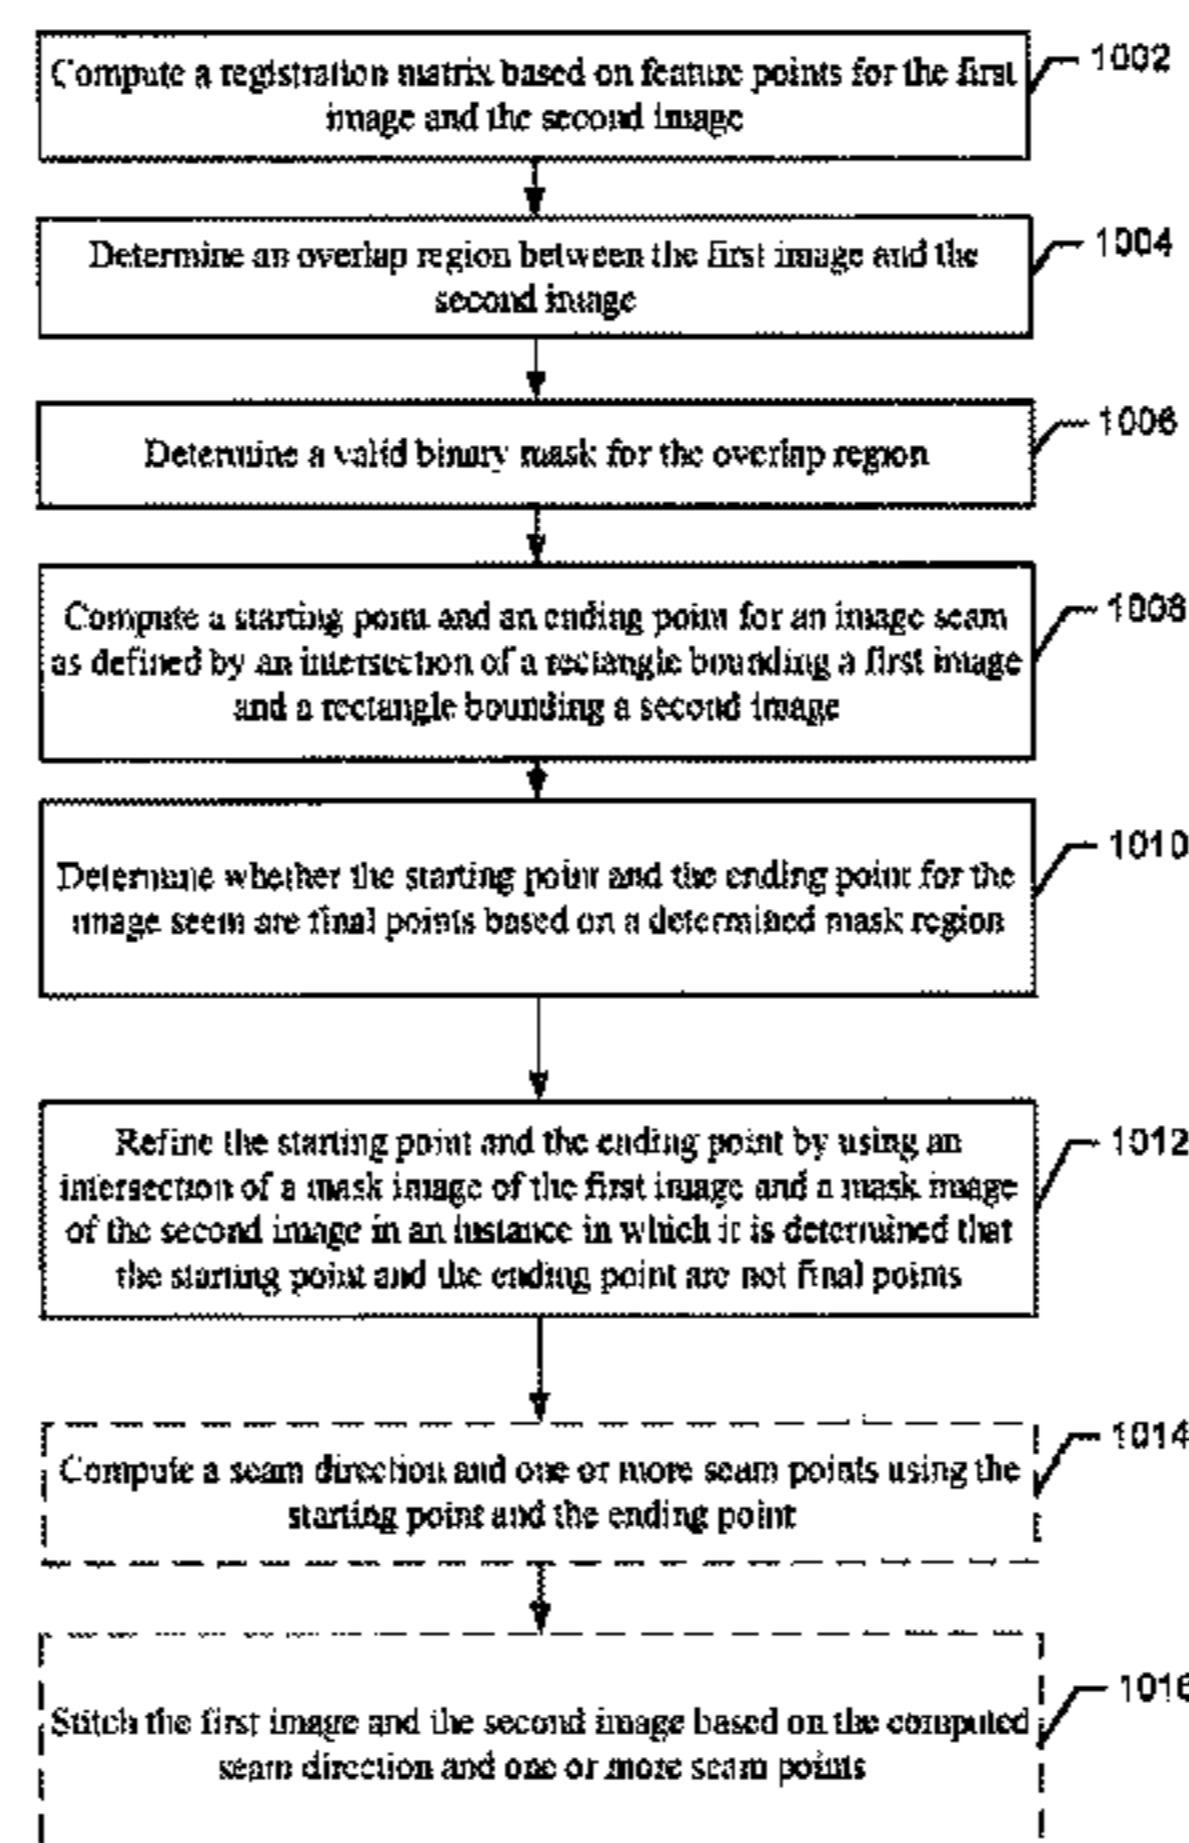 Compute a registration matrix based on feature points for the first
image and the second image
1002
Determine an overlap region between the first image and the
second image
1004
Determine a valid binary mask for the overlap region
1006
Compute a starting point and an ending point for an image seam
as defined by an intersection of a rectangle bounding a first image
and a rectangle bounding a second image
1008
Determine whether the starting point and the ending point for the
image seem are final points based on a determined mask region
1010
Refine the starting point and the ending point by using an
intersection of a mask image of the first image and a mask image
of the second image in an instance in which it is determined that
the starting point and the ending point are not final points
1012
Compute a seam direction and one or more seam points using the
starting point and the ending point
1014
Stitch the first image and the second image based on the computed
seam direction and one or more seam points
1016